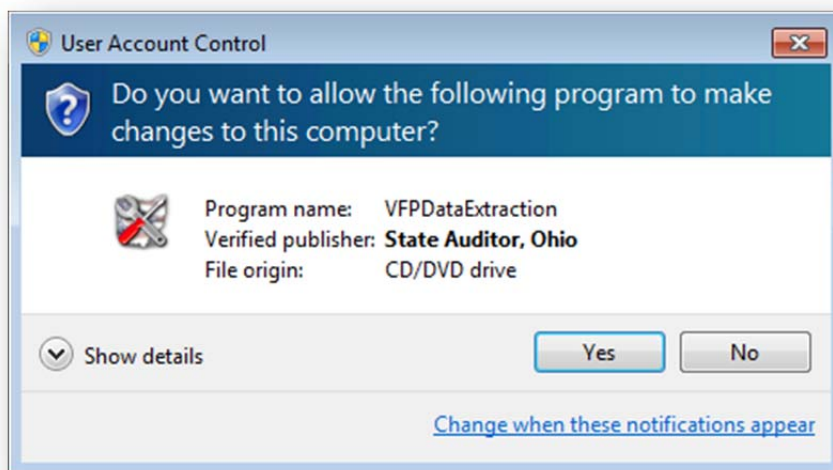 User Account Control
Do you want to allow the following program to make
changes to this computer?
Program name: VFPDataExtraction
Verified publisher: State Auditor, Ohio
File origin: CD/DVD drive
Show details
Yes
No
Change when these notifications appear